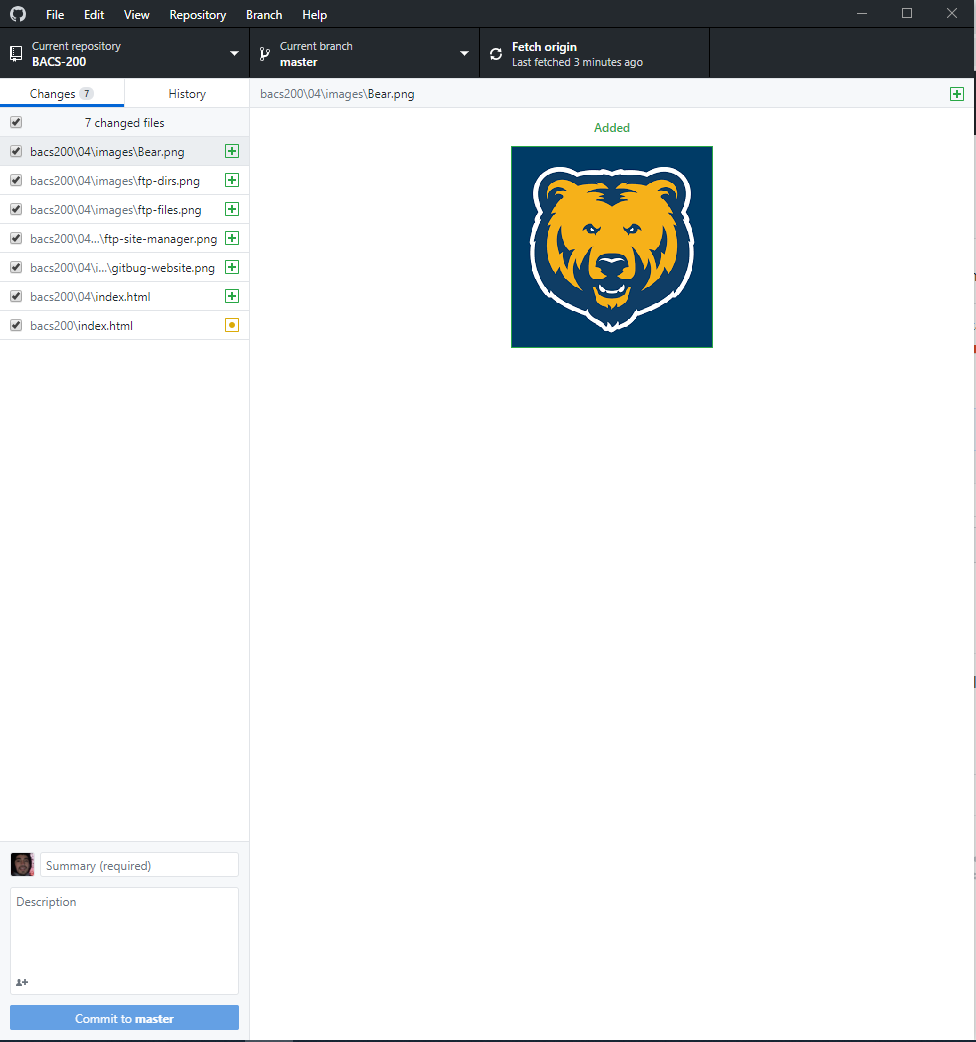 File Edit View Repository Branch Help
Current repository
BACS-200
Current branch
master
Fetch origin
Last fetched 3 minutes ago
Changes 7
History
bacs200\04\images\Bear.png
7 changed files
Added
bacs200\04\images\Bear.png
bacs200\04\images\ftp-dirs.png
bacs200\04\images\ftp-files.png
bacs200\04...\ftp-site-manager.png
bacs200\04\i...\gitbug-website.png
bacs200\04\index.html
bacs200\index.html
Summary (required)
Description
Commit to master